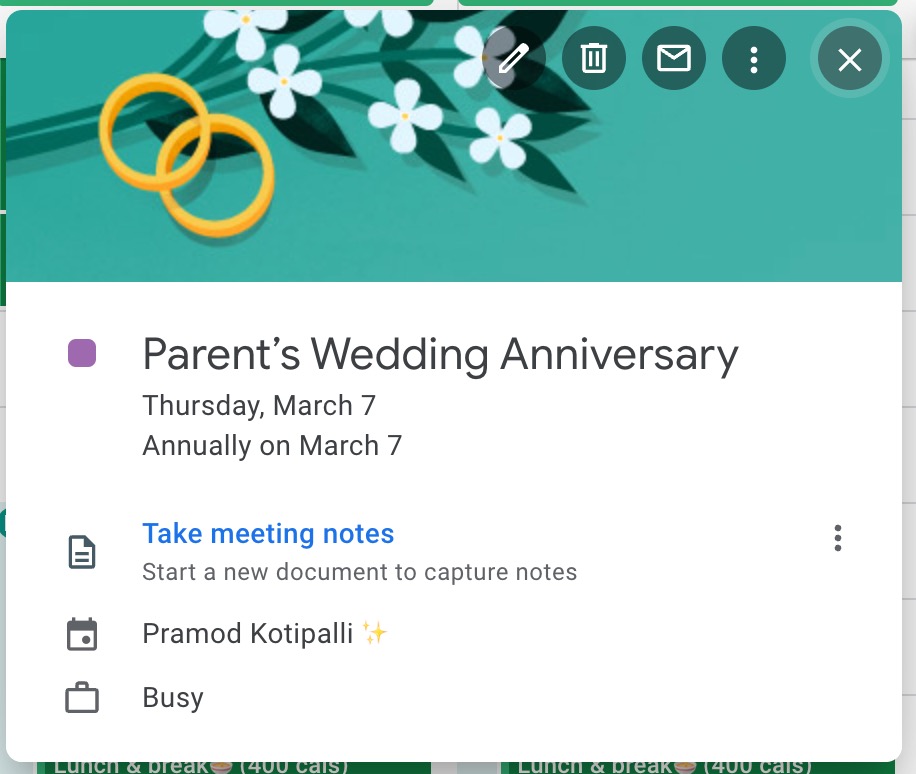 Parent’s Wedding Anniversary
Thursday, March 7
Annually on March 7
Take meeting notes
Start a new document to capture notes
Pramod Kotipalli ✨
Busy
Lunch & break🍜 (400 cals)
Lunch & break🍜 (400 cals)